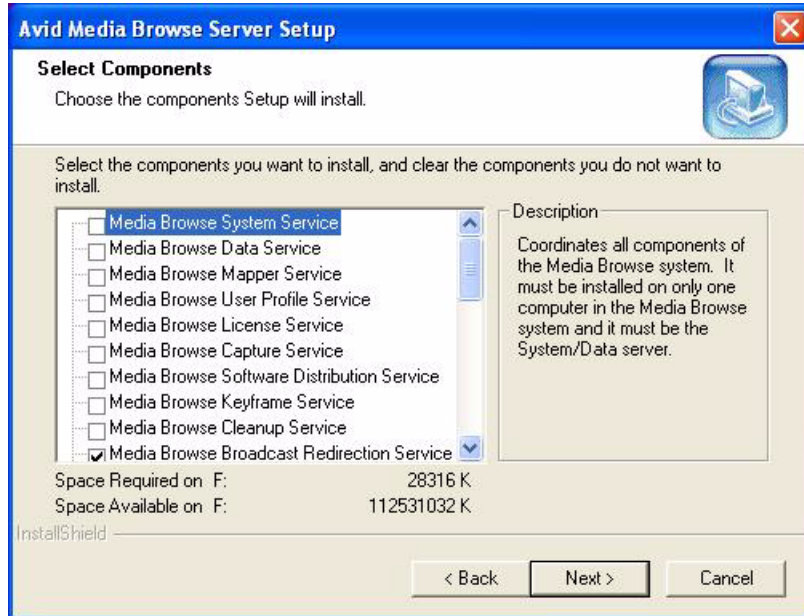 Avid Media Browse Server Setup
Select Components
Choose the components Setup will install.
Select the components you want to install, and clear the components you do not want to
install.
Media Browse System Service
Media Browse Data Service
Media Browse Mapper Service
Media Browse User Profile Service
Media Browse License Service
Media Browse Capture Service
Media Browse Software Distribution Service
Media Browse Keyframe Service
Media Browse Cleanup Service
Media Browse Broadcast Redirection Service
Description
Coordinates all components of
the Media Browse system. It
must be installed on only one
computer in the Media Browse
system and it must be the
System/Data server.
Space Required on F: 28316 K
Space Available on F: 112531032 K
InstallShield
< Back
Next >
Cancel